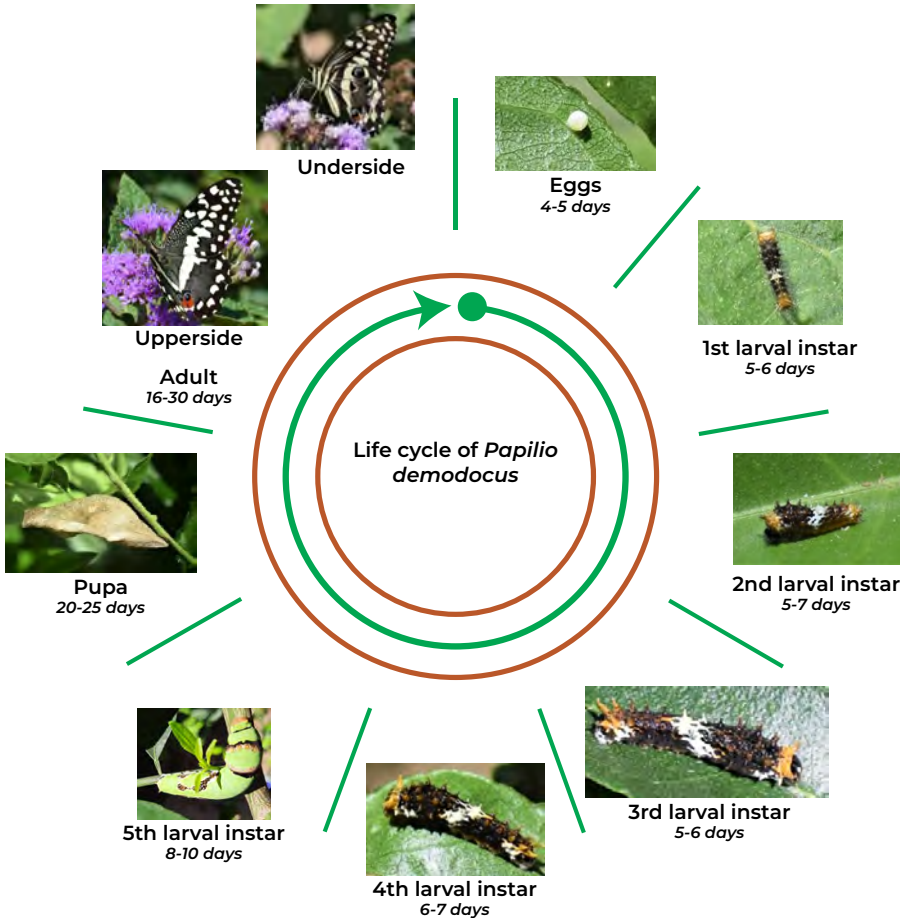 Life cycle of Papilio
demodocus
Eggs
4-5 days
1st larval instar
5-6 days
2nd larval instar
5-7 days
3rd larval instar
5-6 days
4th larval instar
6-7 days
5th larval instar
8-10 days
Pupa
20-25 days
Adult
16-30 days
Upperside
Underside